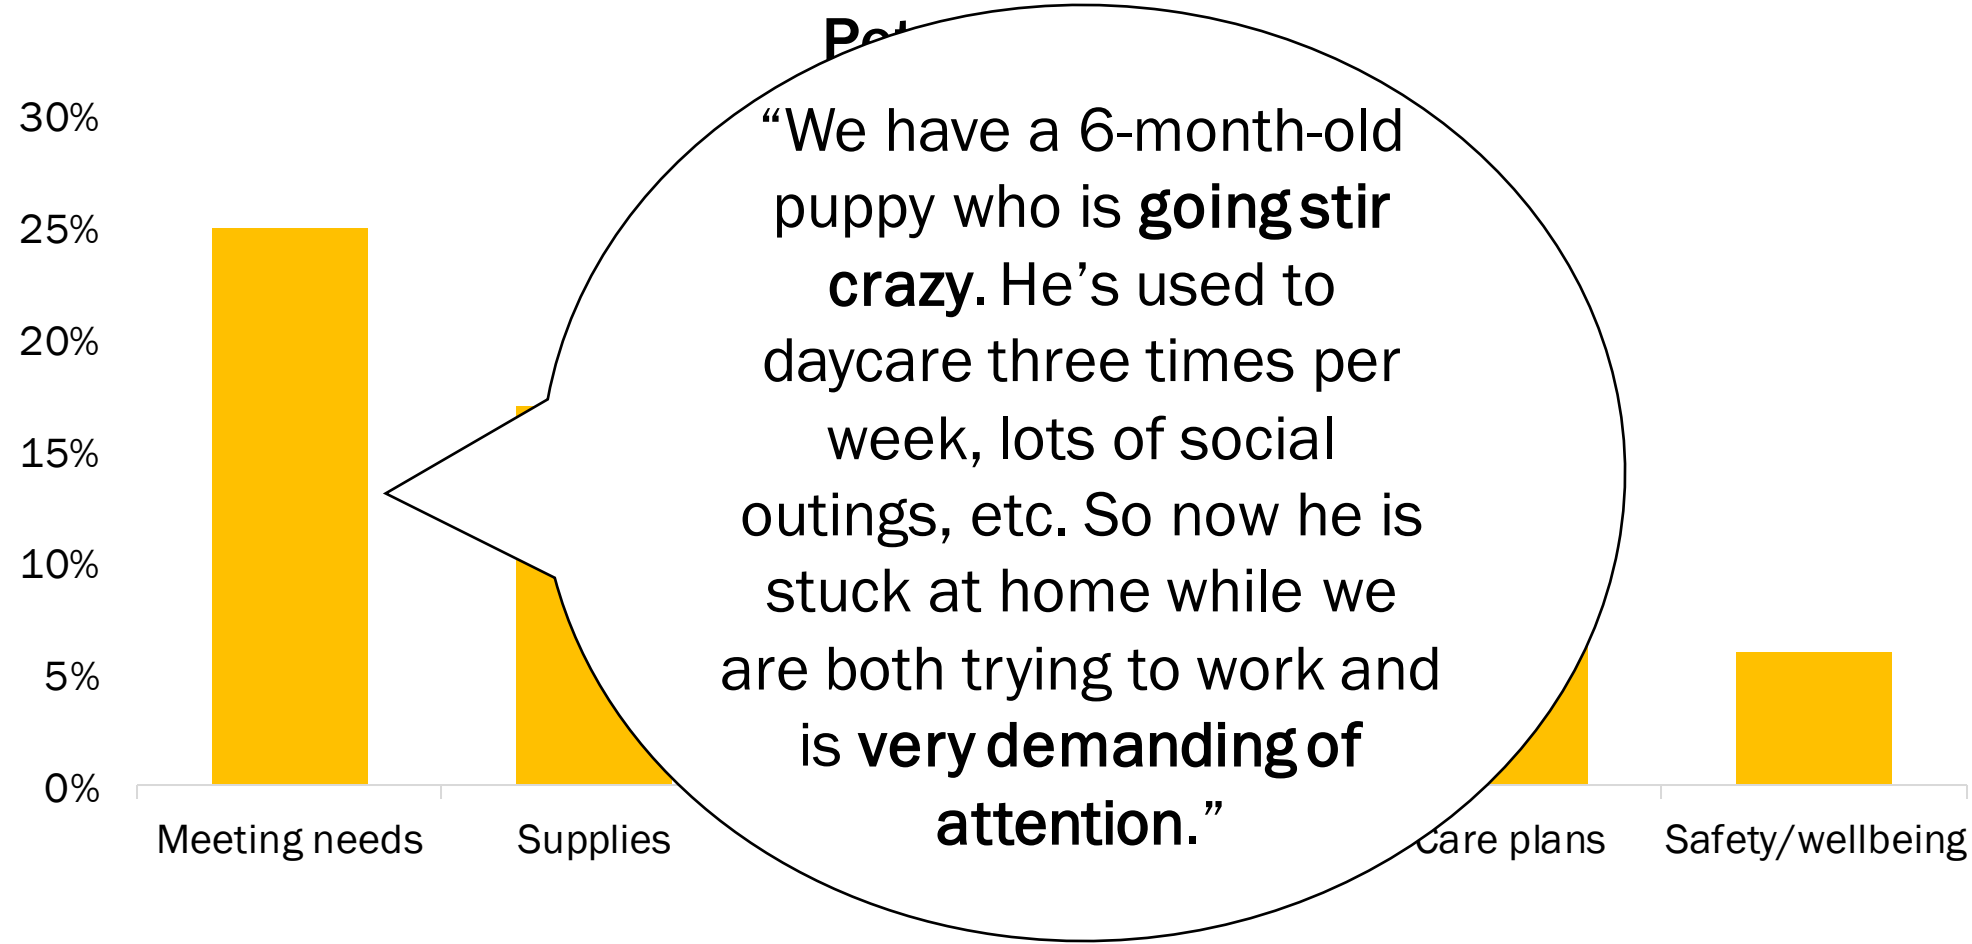 30%
25%
20%
15%
10%
5%
0%
“We have a 6-month-old
puppy who is going stir
crazy. He’s used to
daycare three times per
week, lots of social
outings, etc. So now he is
stuck at home while we
are both trying to work and
is very demanding of
attention.”
Meeting needs
Supplies
Care plans
Safety/wellbeing